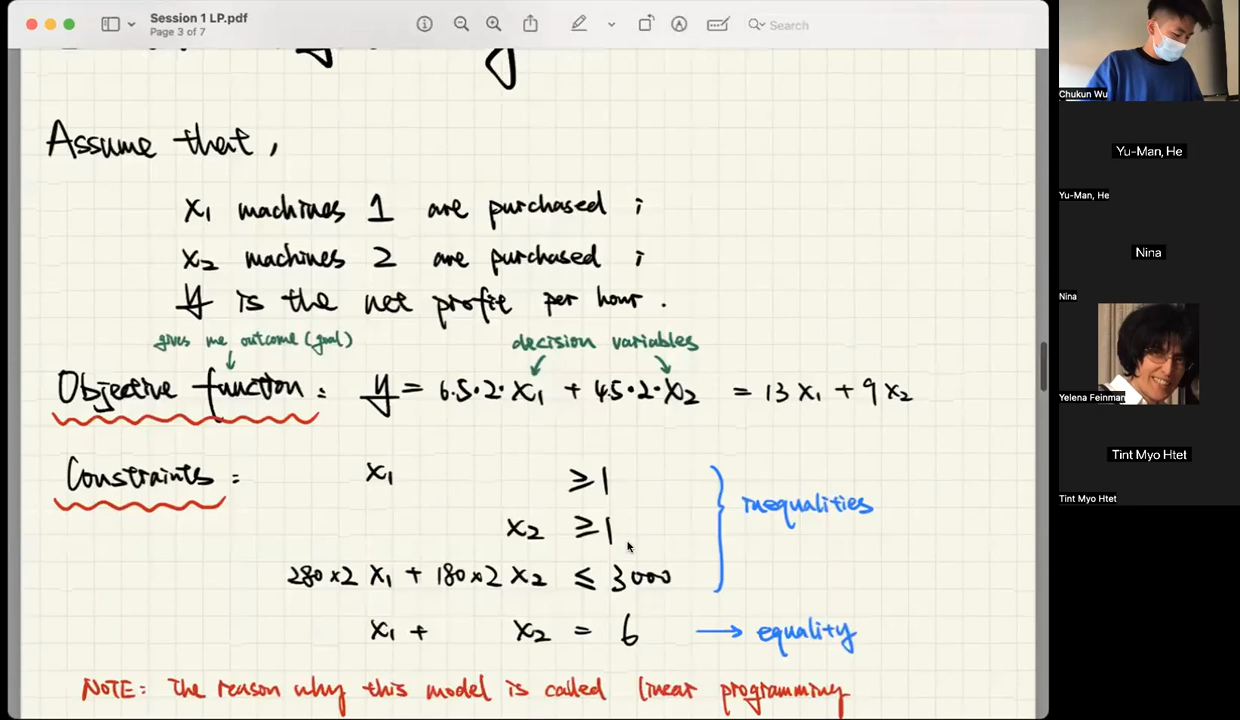 Session 1 LP.pdf
Page 3 of 7
Search
Assume that,
x₁ machines 1 are purchased ;
x₂ machines 2 are purchased ;
y is the net profit per hour.
gives me outcome (goal)
decision variables
Objective function: y = 6.5·2·x₁ + 4.5·2·x₂ = 13x₁ + 9x₂
Constraints: x₁ ≥ 1
x₂ ≥ 1
inequalities
280×2 x₁ + 180×2 x₂ ≤ 3000
x₁ + x₂ = 6 → equality
NOTE: The reason why this model is called linear programming
Chukun Wu
Yu-Man, He
Yu-Man, He
Nina
Nina
Yelena Feinman
Tint Myo Htet
Tint Myo Htet